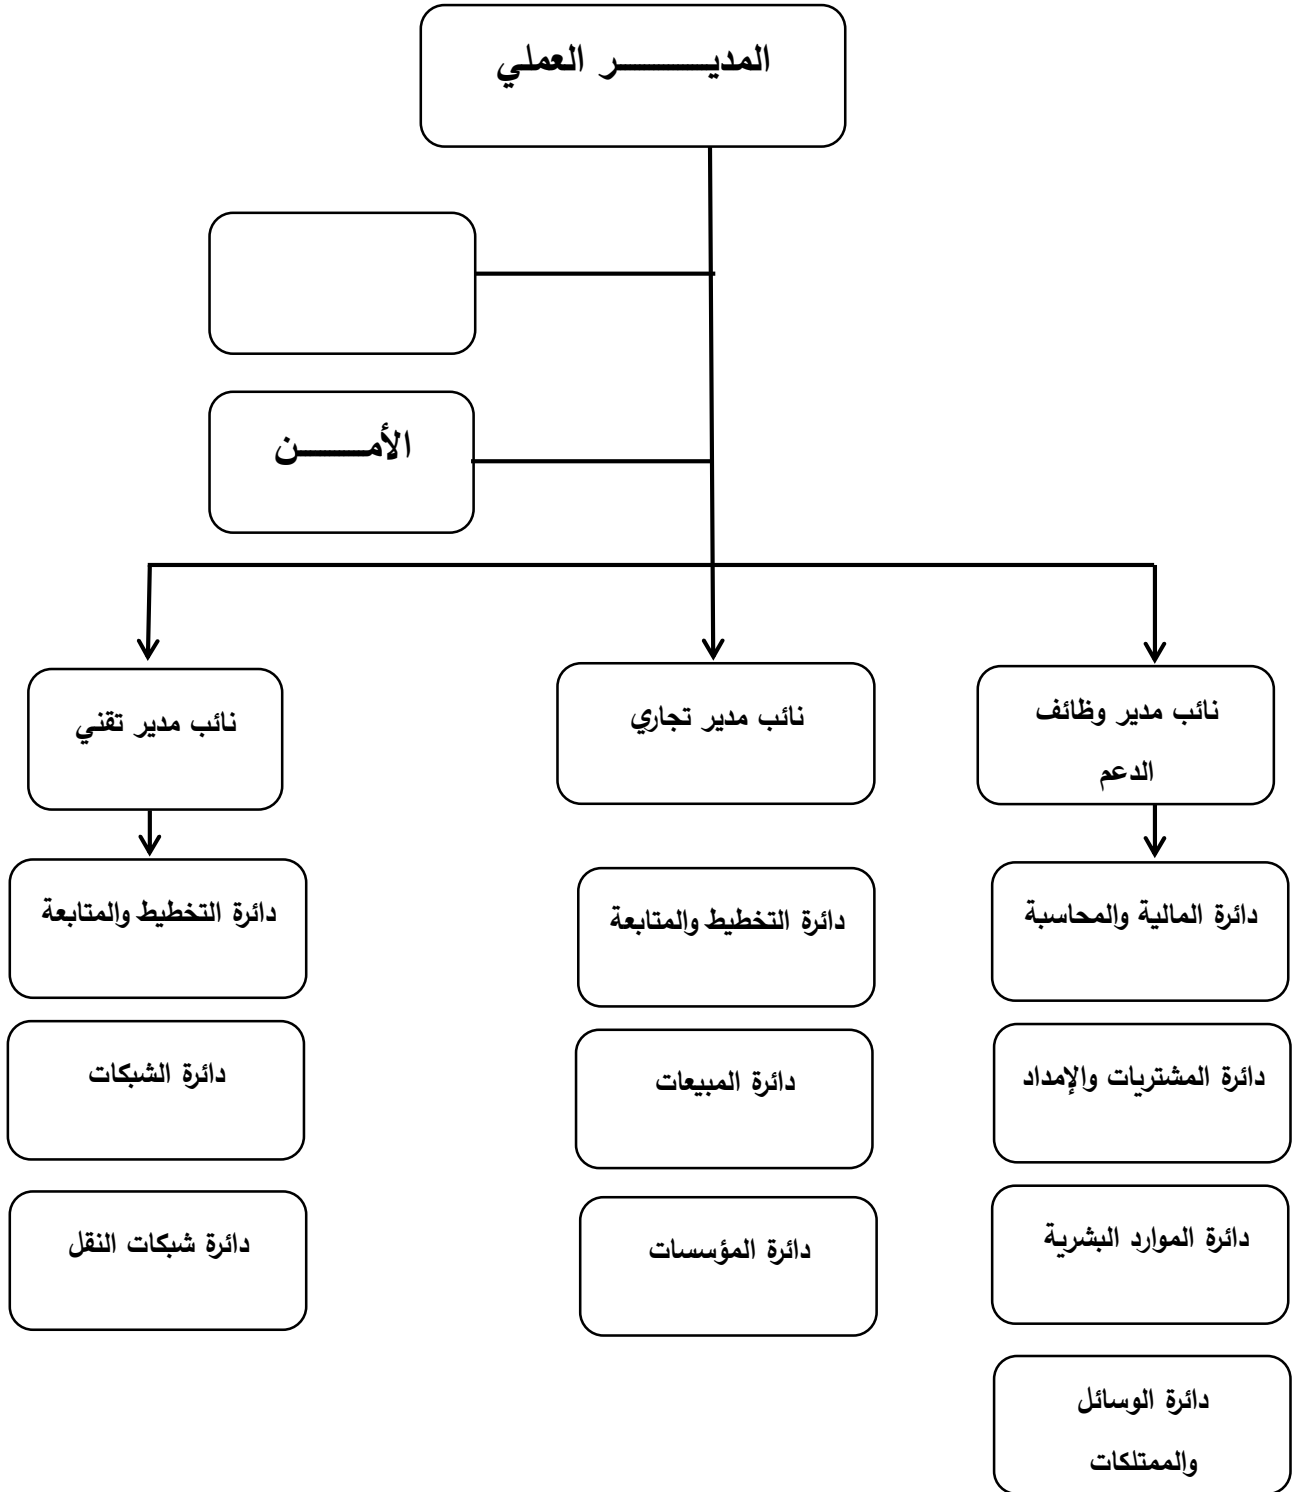 المديـــــــر العملي
الأمـــــن
نائب مدير وظائف
الدعم
نائب مدير تجاري
نائب مدير تقني
دائرة المالية والمحاسبة
دائرة التخطيط والمتابعة
دائرة التخطيط والمتابعة
دائرة المشتريات والإمداد
دائرة المبيعات
دائرة الشبكات
دائرة الموارد البشرية
دائرة المؤسسات
دائرة شبكات النقل
دائرة الوسائل
والممتلكات